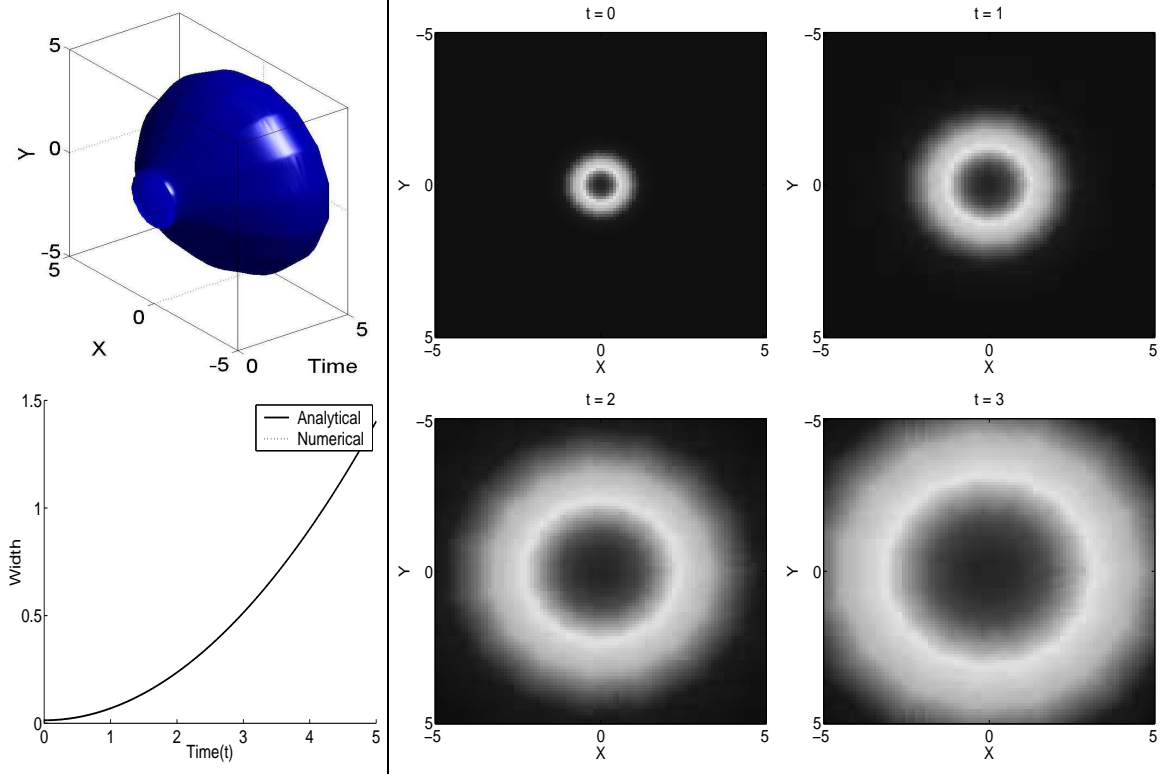 5
0
-5
Y
5
0
-5
X
0
5
Time
1.5
1
0.5
0
Width
Analytical
Numerical
0 1 2 3 4 5
Time(t)
t = 0
−5
0
5
Y
−5 0 5
X
t = 1
−5
0
5
Y
−5 0 5
X
t = 2
−5
0
5
Y
−5 0 5
X
t = 3
−5
0
5
Y
−5 0 5
X